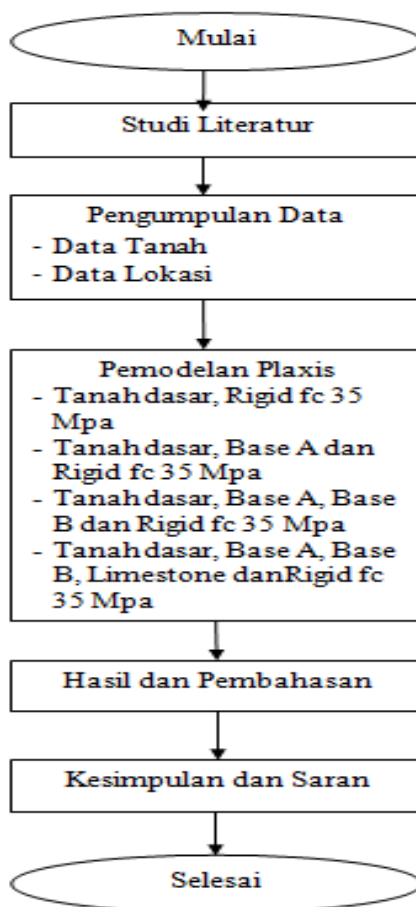 Mulai
Studi Literatur
Pengumpulan Data
- Data Tanah
- Data Lokasi
Pemodelan Plaxis
- Tanah dasar, Rigid fc 35
Mpa
- Tanah dasar, Base A dan
Rigid fc 35 Mpa
- Tanah dasar, Base A, Base
B dan Rigid fc 35 Mpa
- Tanah dasar, Base A, Base
B, Limestone danRigid fc
35 Mpa
Hasil dan Pembahasan
Kesimpulan dan Saran
Selesai